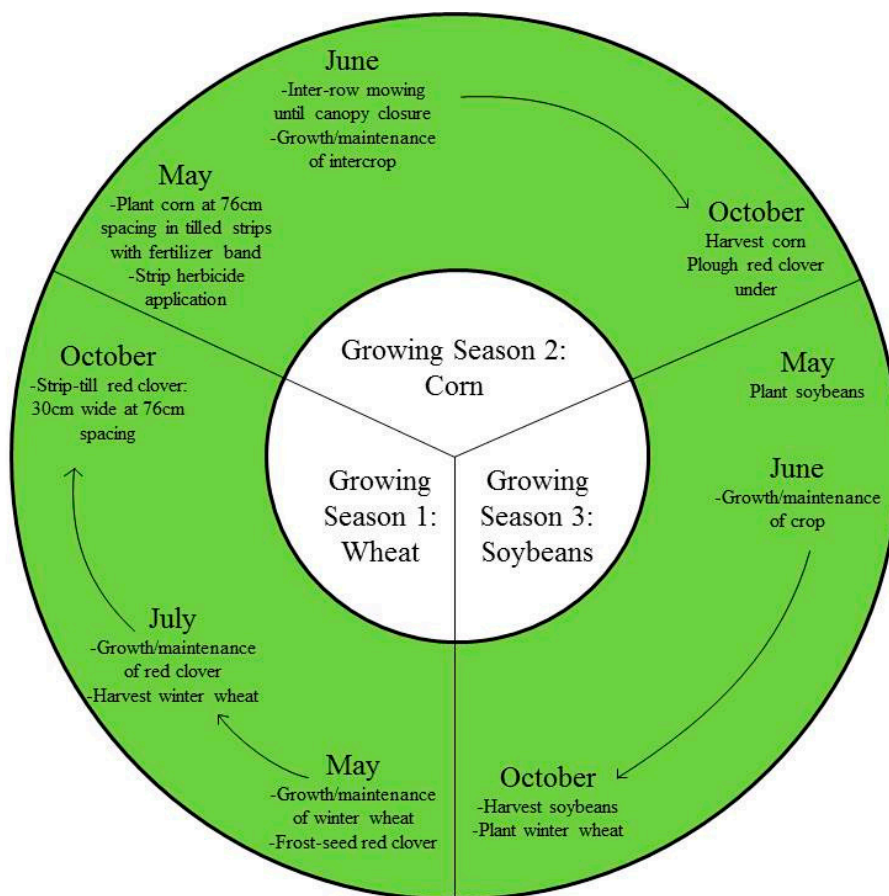 June
-Inter-row mowing
until canopy closure
-Growth/maintenance
of intercrop
May
-Plant corn at 76cm
spacing in tilled strips
with fertilizer band
-Strip herbicide
application
October
Harvest corn
Plough red clover
under
Growing Season 2:
Corn
October
-Strip-till red clover:
30cm wide at 76cm
spacing
May
Plant soybeans
Growing
Season 1:
Wheat
Growing
Season 3:
Soybeans
June
-Growth/maintenance
of crop
July
-Growth/maintenance
of red clover
-Harvest winter wheat
May
-Growth/maintenance
of winter wheat
-Frost-seed red clover
October
-Harvest soybeans
-Plant winter wheat